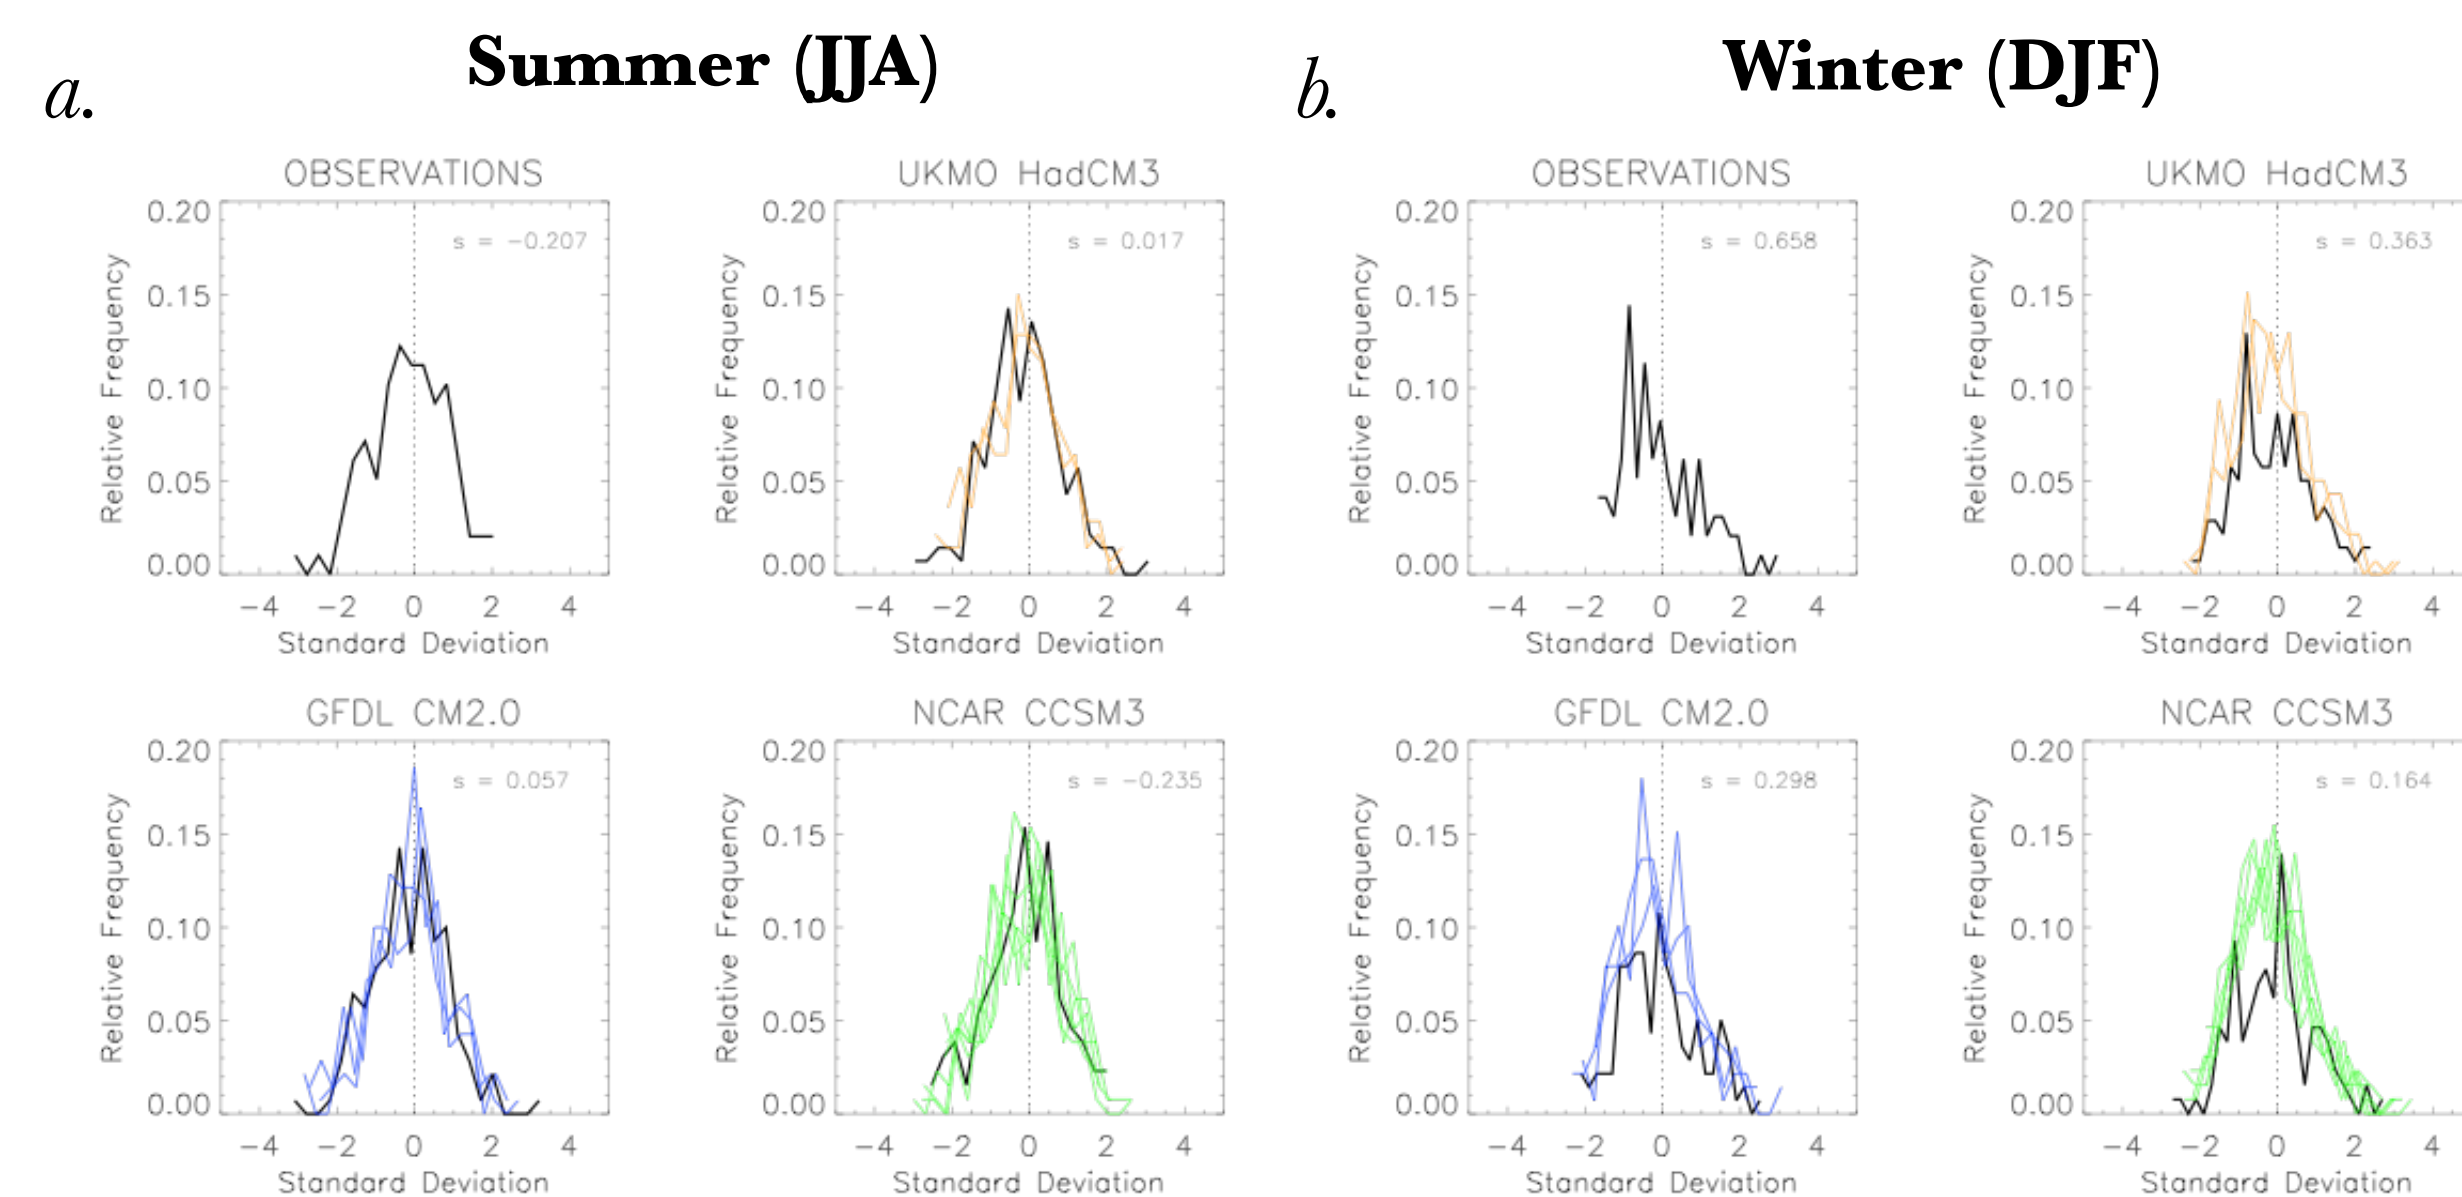 a.
Summer (JJA)
b.
Winter (DJF)
OBSERVATIONS
s = -0.207
0.20
0.15
0.10
0.05
0.00
Relative Frequency
-4 -2 0 2 4
Standard Deviation
UKMO HadCM3
s = 0.017
0.20
0.15
0.10
0.05
0.00
Relative Frequency
-4 -2 0 2 4
Standard Deviation
OBSERVATIONS
s = 0.658
0.20
0.15
0.10
0.05
0.00
Relative Frequency
-4 -2 0 2 4
Standard Deviation
UKMO HadCM3
s = 0.363
0.20
0.15
0.10
0.05
0.00
Relative Frequency
-4 -2 0 2 4
Standard Deviation
GFDL CM2.0
s = 0.057
0.20
0.15
0.10
0.05
0.00
Relative Frequency
-4 -2 0 2 4
Standard Deviation
NCAR CCSM3
s = -0.235
0.20
0.15
0.10
0.05
0.00
Relative Frequency
-4 -2 0 2 4
Standard Deviation
GFDL CM2.0
s = 0.298
0.20
0.15
0.10
0.05
0.00
Relative Frequency
-4 -2 0 2 4
Standard Deviation
NCAR CCSM3
s = 0.164
0.20
0.15
0.10
0.05
0.00
Relative Frequency
-4 -2 0 2 4
Standard Deviation